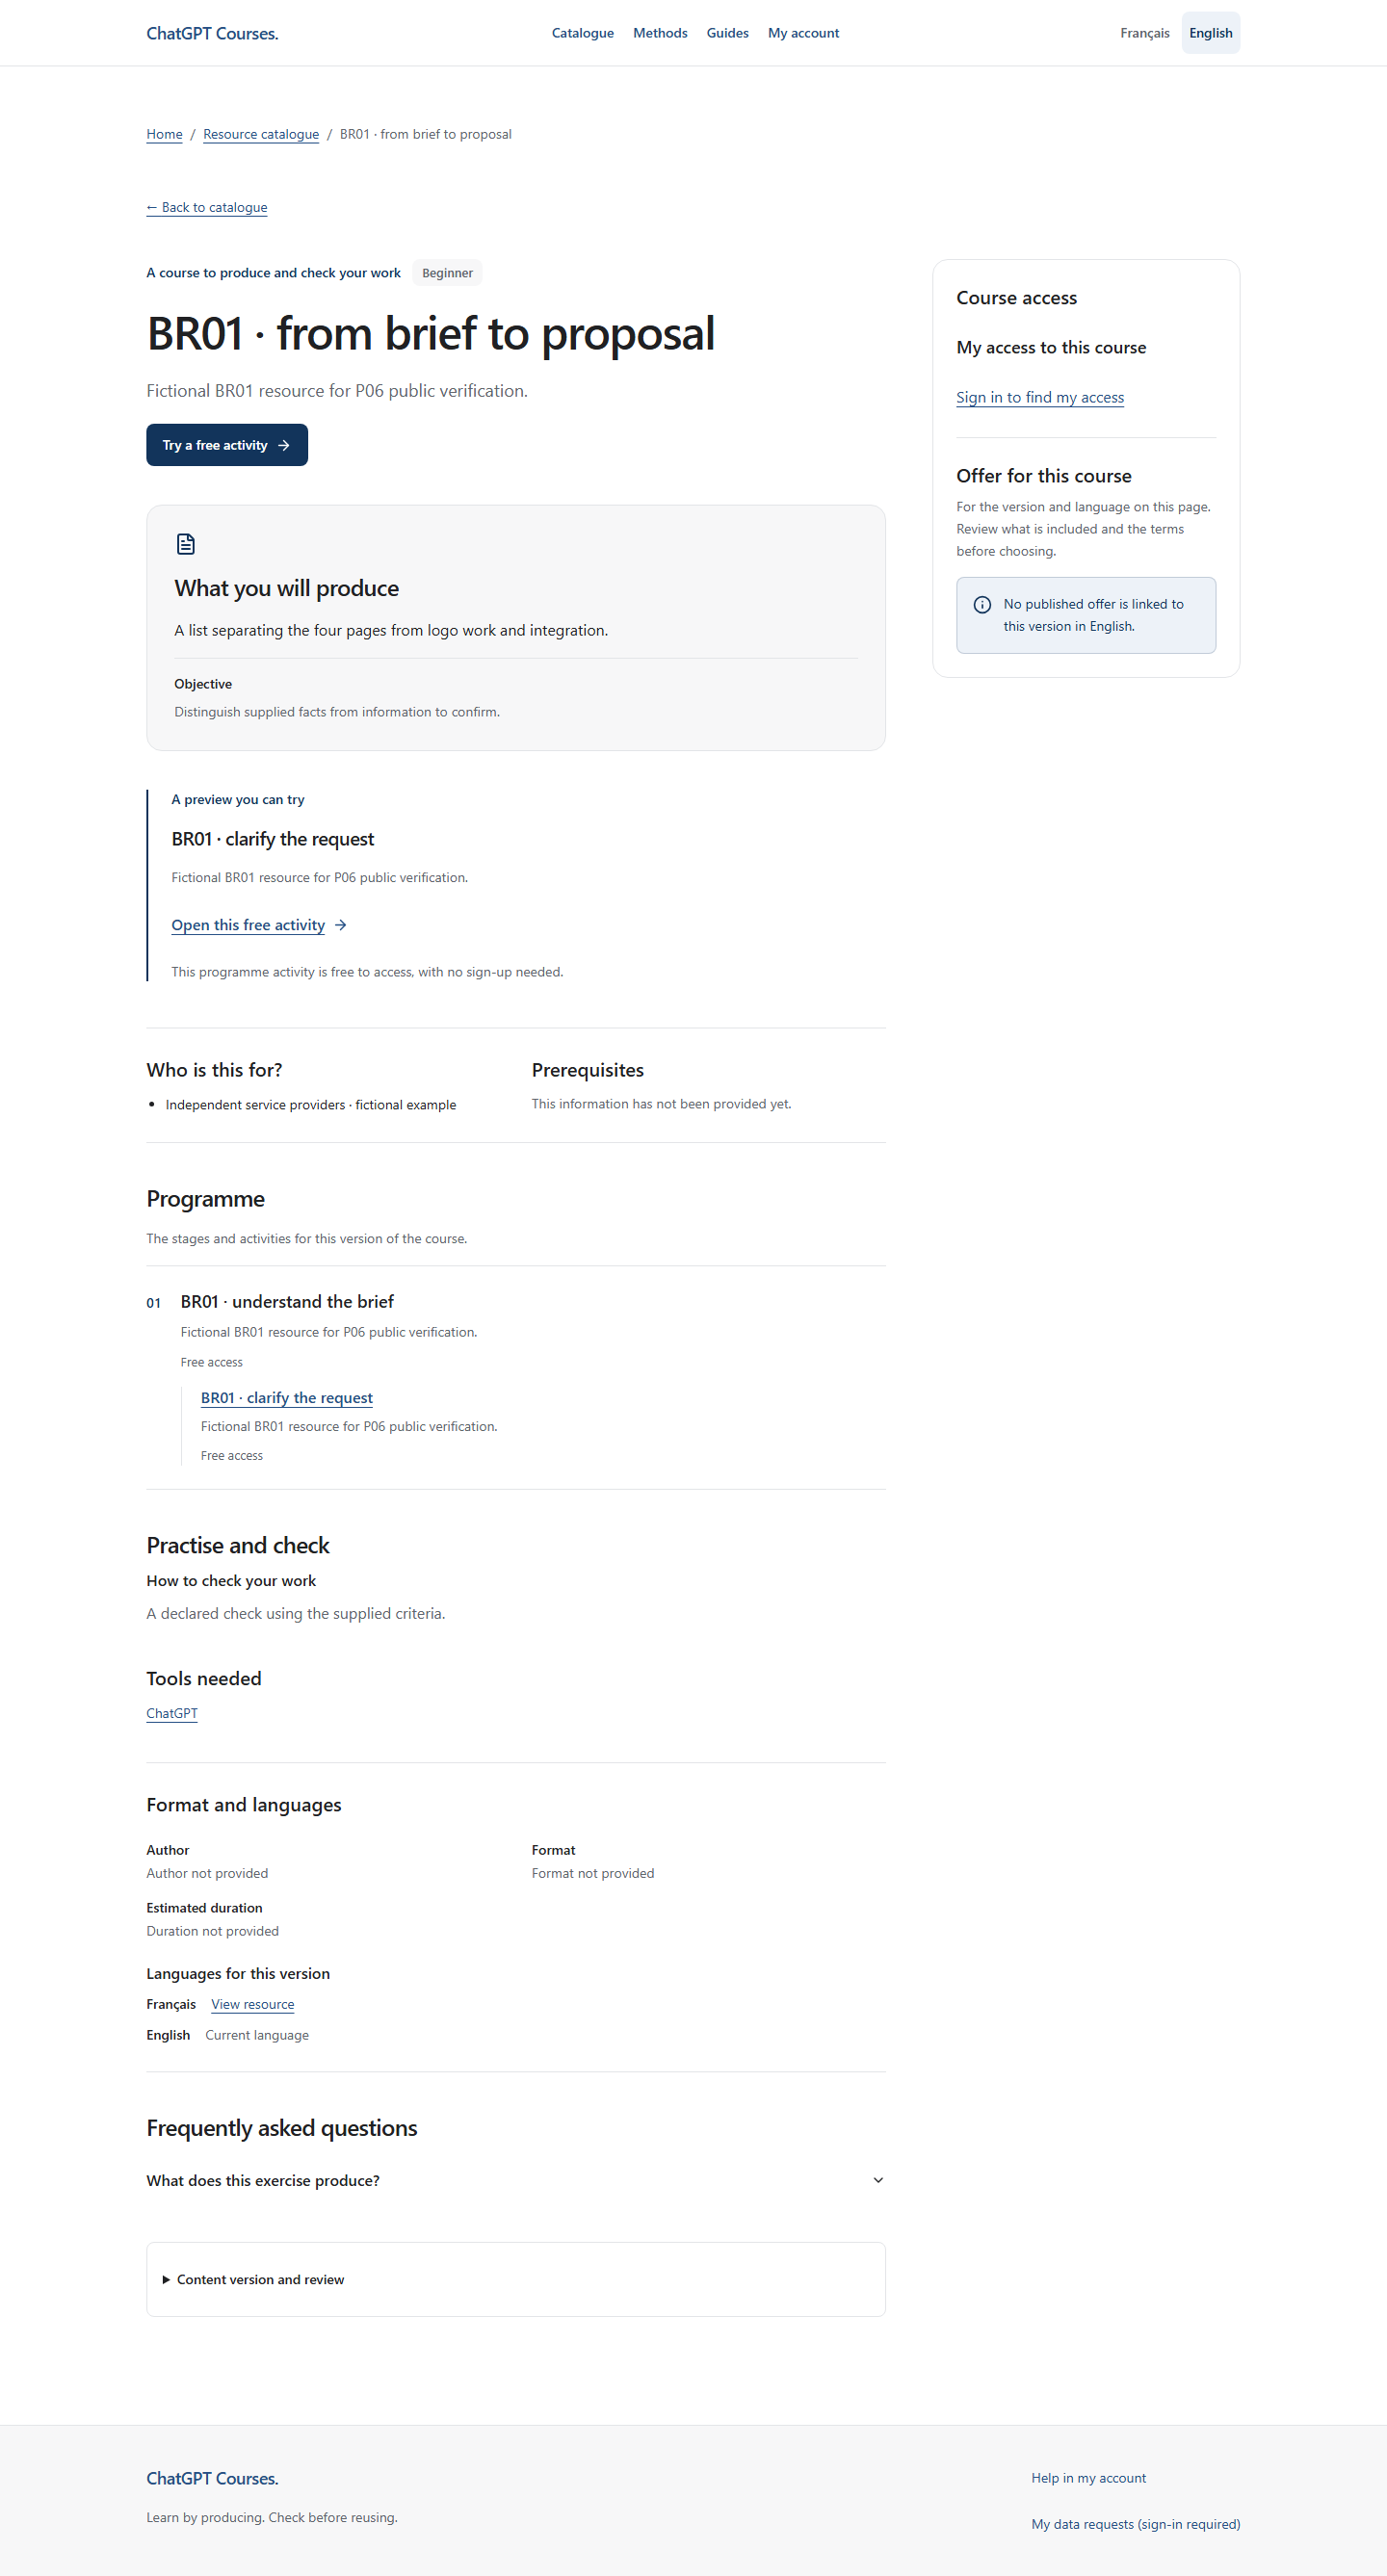 ChatGPT Courses.
Catalogue Methods Guides My account
Français English
Home / Resource catalogue / BR01 · from brief to proposal
← Back to catalogue
A course to produce and check your work Beginner
BR01 · from brief to proposal
Fictional BR01 resource for P06 public verification.
Try a free activity →
What you will produce
A list separating the four pages from logo work and integration.
Objective
Distinguish supplied facts from information to confirm.
A preview you can try
BR01 · clarify the request
Fictional BR01 resource for P06 public verification.
Open this free activity →
This programme activity is free to access, with no sign-up needed.
Who is this for?
• Independent service providers · fictional example
Prerequisites
This information has not been provided yet.
Programme
The stages and activities for this version of the course.
01 BR01 · understand the brief
Fictional BR01 resource for P06 public verification.
Free access
BR01 · clarify the request
Fictional BR01 resource for P06 public verification.
Free access
Practise and check
How to check your work
A declared check using the supplied criteria.
Tools needed
ChatGPT
Format and languages
Author
Author not provided
Format
Format not provided
Estimated duration
Duration not provided
Languages for this version
Français View resource
English Current language
Frequently asked questions
What does this exercise produce?
Content version and review
Course access
My access to this course
Sign in to find my access
Offer for this course
For the version and language on this page.
Review what is included and the terms
before choosing.
No published offer is linked to
this version in English.
ChatGPT Courses.
Learn by producing. Check before reusing.
Help in my account
My data requests (sign-in required)